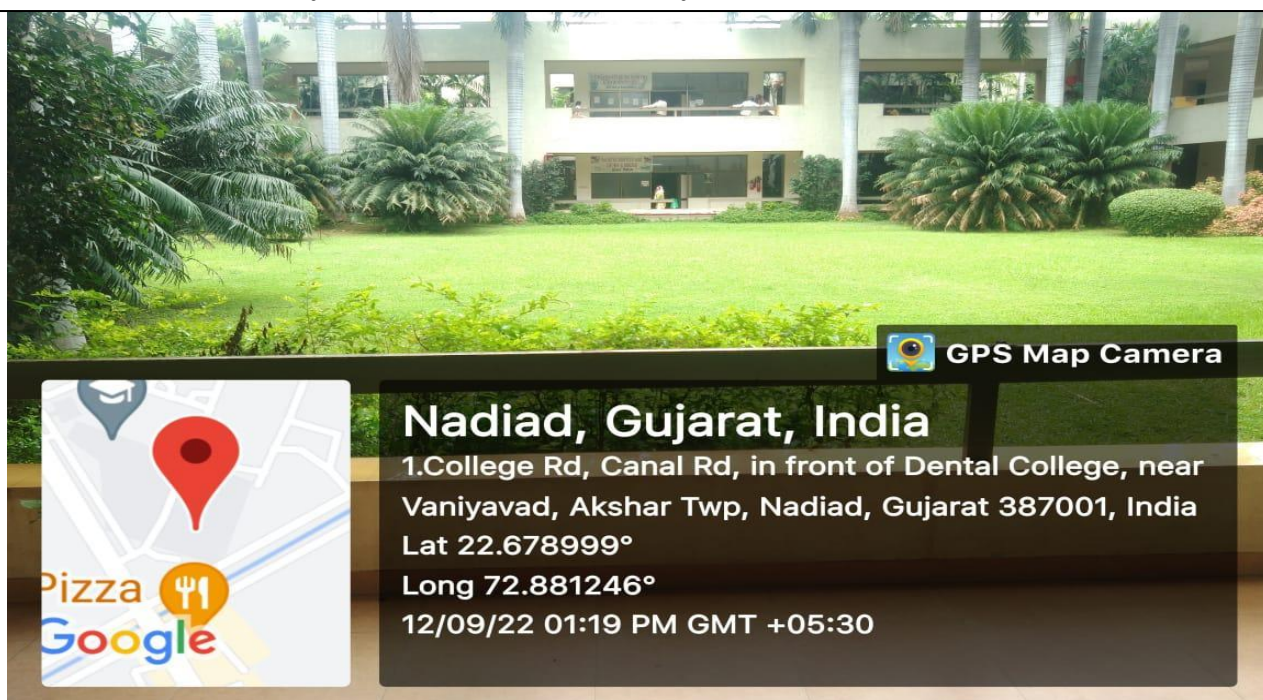 GPS Map Camera
Nadiad, Gujarat, India
1.College Rd, Canal Rd, in front of Dental College, near
Vaniyavad, Akshar Twp, Nadiad, Gujarat 387001, India
Lat 22.678999°
Long 72.881246°
12/09/22 01:19 PM GMT +05:30
Pizza
Google